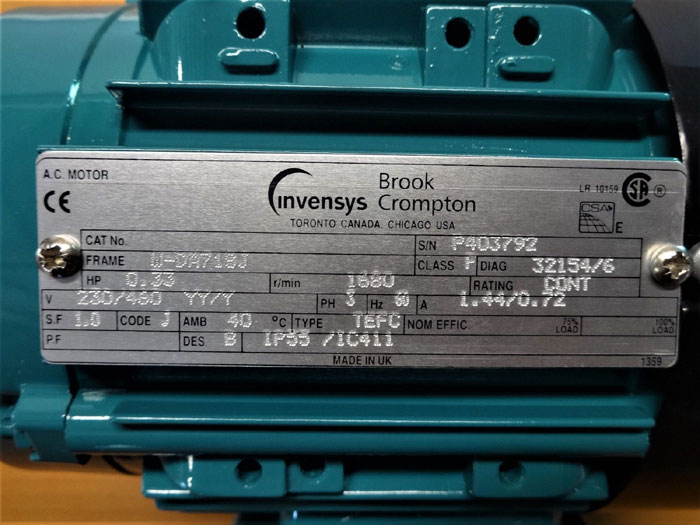 A.C. MOTOR
CE
invensys
Brook
Crompton
TORONTO CANADA CHICAGO USA
LR 10159 SA ®
CSA
E
CAT No.
S/N P403792
FRAME W-DA718J
CLASS F DIAG 32154/6
HP 0.33 r/min 1680 RATING CONT
V 230/460 YY/Y PH 3 Hz 60 A 1.44/0.72
S.F 1.0 CODE J AMB 40 °C TYPE TEFC NOM EFFIC. 75% LOAD 100% LOAD
P.F DES B IP55 /IC411
MADE IN UK 1359